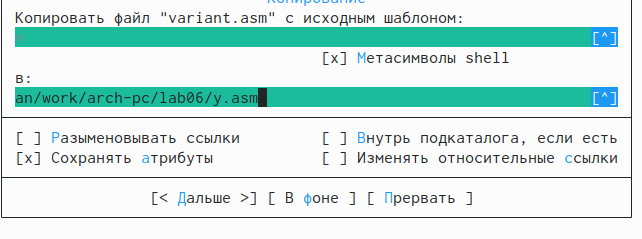 Копирование
Копировать файл "variant.asm" с исходным шаблоном:
* [^]
[x] Метасимволы shell
в:
an/work/arch-pc/lab06/y.asm [^]
[ ] Разыменовывать ссылки [ ] Внутрь подкаталога, если есть
[x] Сохранять атрибуты [ ] Изменять относительные ссылки
[< Дальше >] [ В фоне ] [ Прервать ]